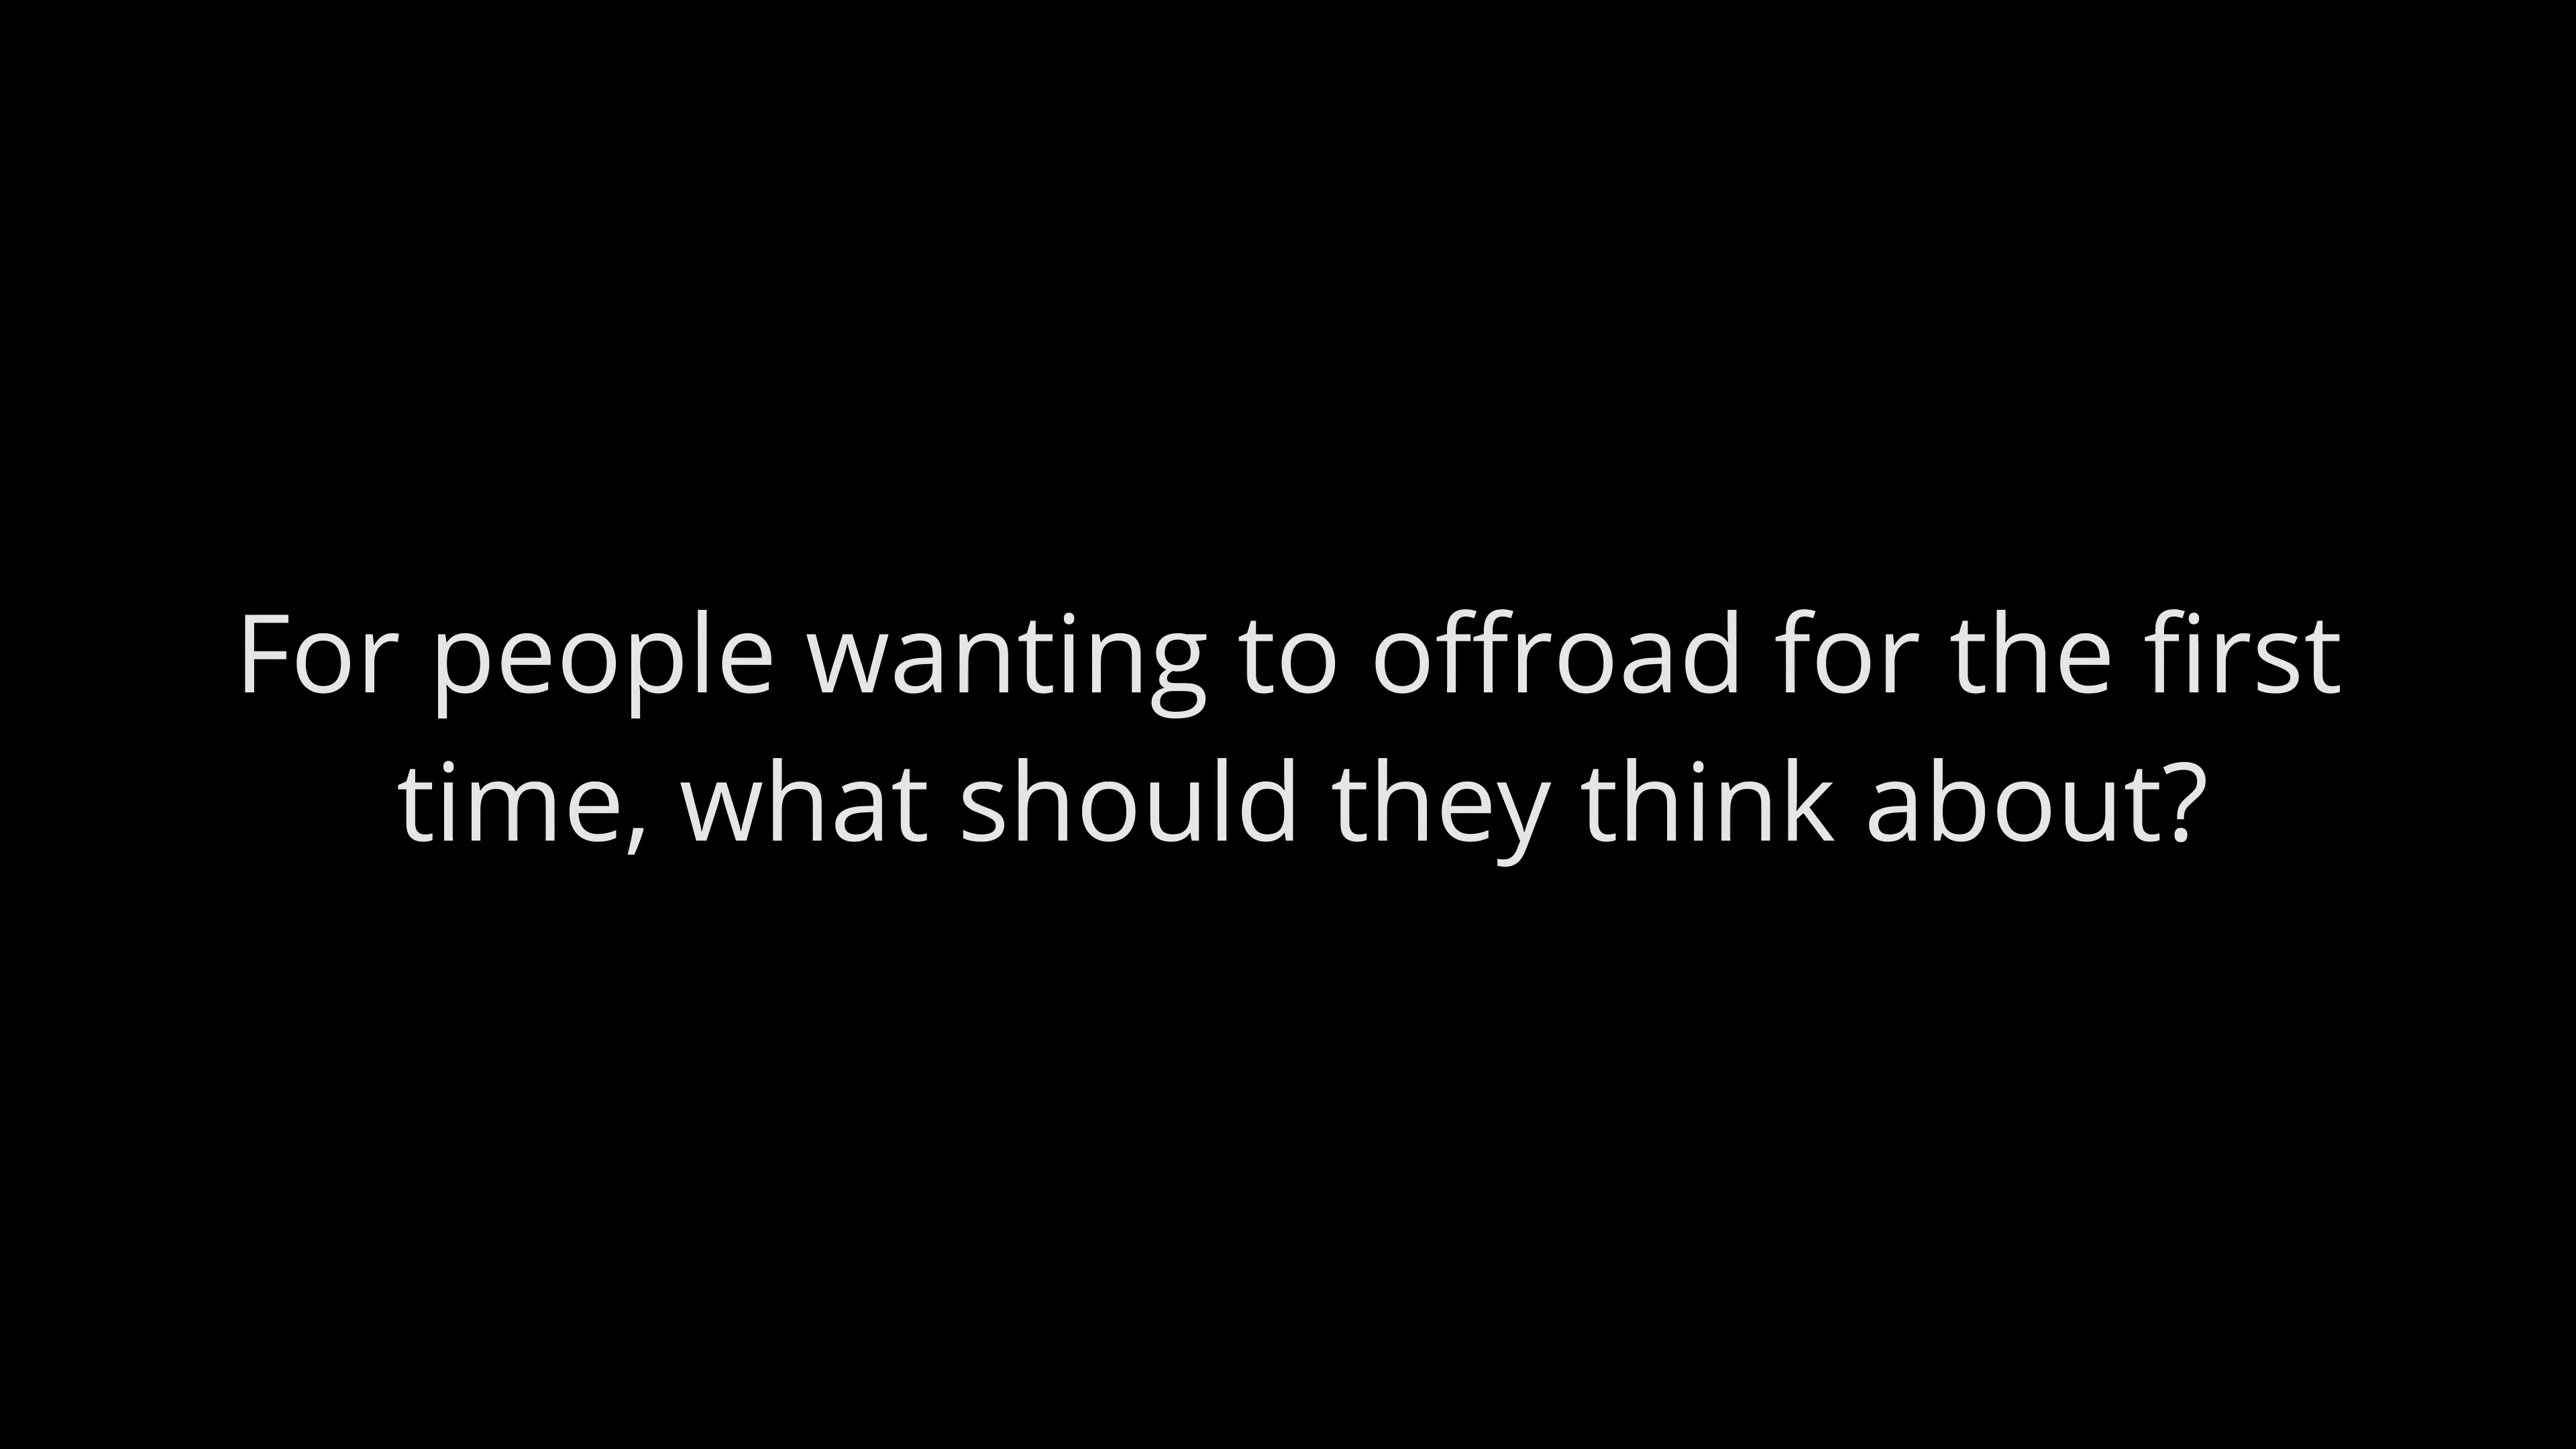 For people wanting to offroad for the first
time, what should they think about?